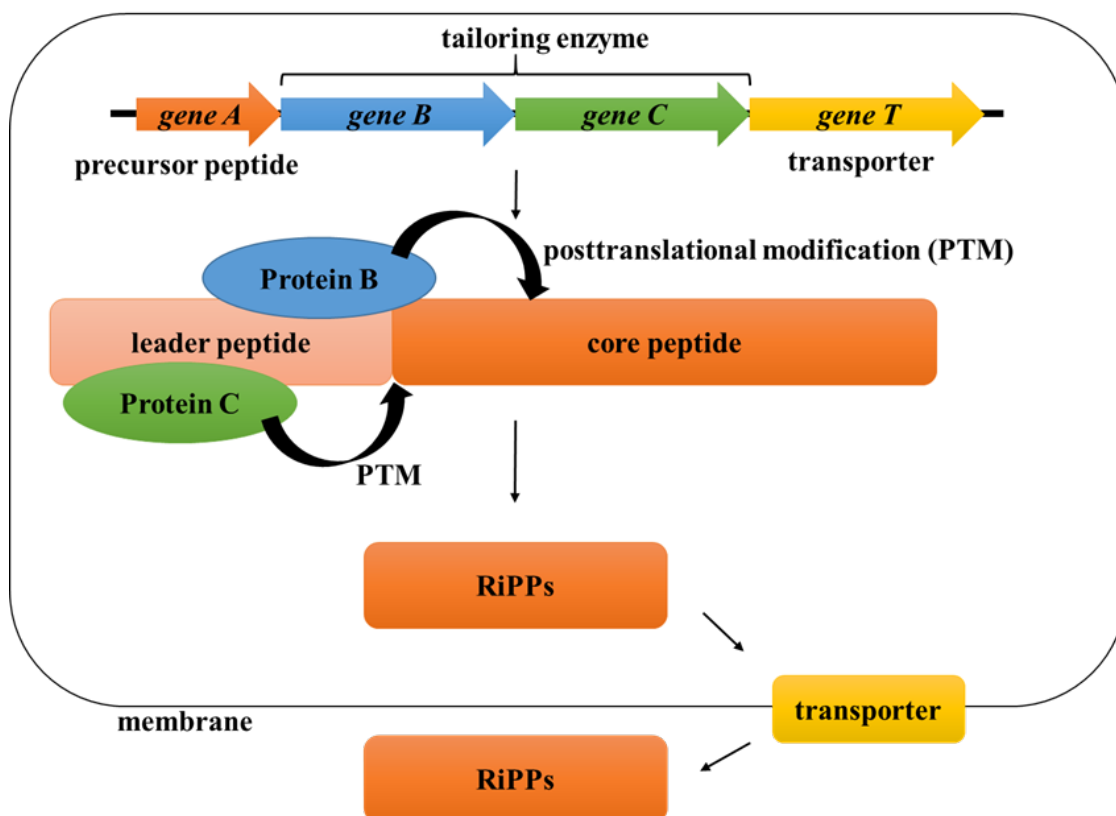 tailoring enzyme
gene A
gene B
gene C
gene T
precursor peptide
transporter
posttranslational modification (PTM)
Protein B
leader peptide
core peptide
Protein C
PTM
RiPPs
transporter
membrane
RiPPs